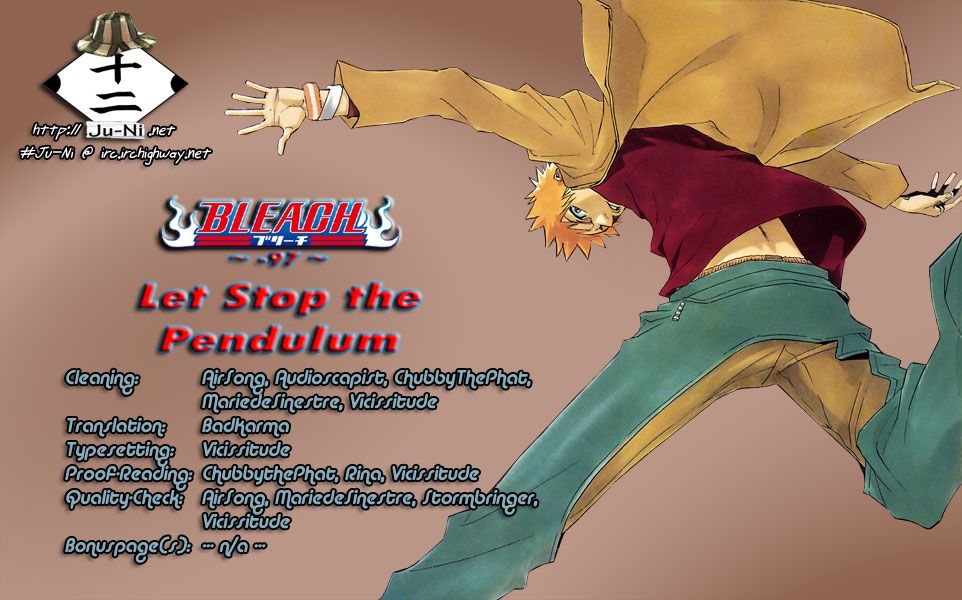 十二
http:// Ju-Ni .net
#Ju-Ni @ irc.irchighway.net
BLEACH
ブリーチ
~ -97 ~
Let Stop the
Pendulum
Cleaning: AirSong, Audioscapist, ChubbyThePhat,
MariedeSinestre, Vicissitude
Translation: BadKarma
Typesetting: Vicissitude
Proof-Reading: ChubbythePhat, Rina, Vicissitude
Quality-Check: AirSong, MariedeSinestre, Stormbringer,
Vicissitude
Bonuspage(s): --- n/a ---